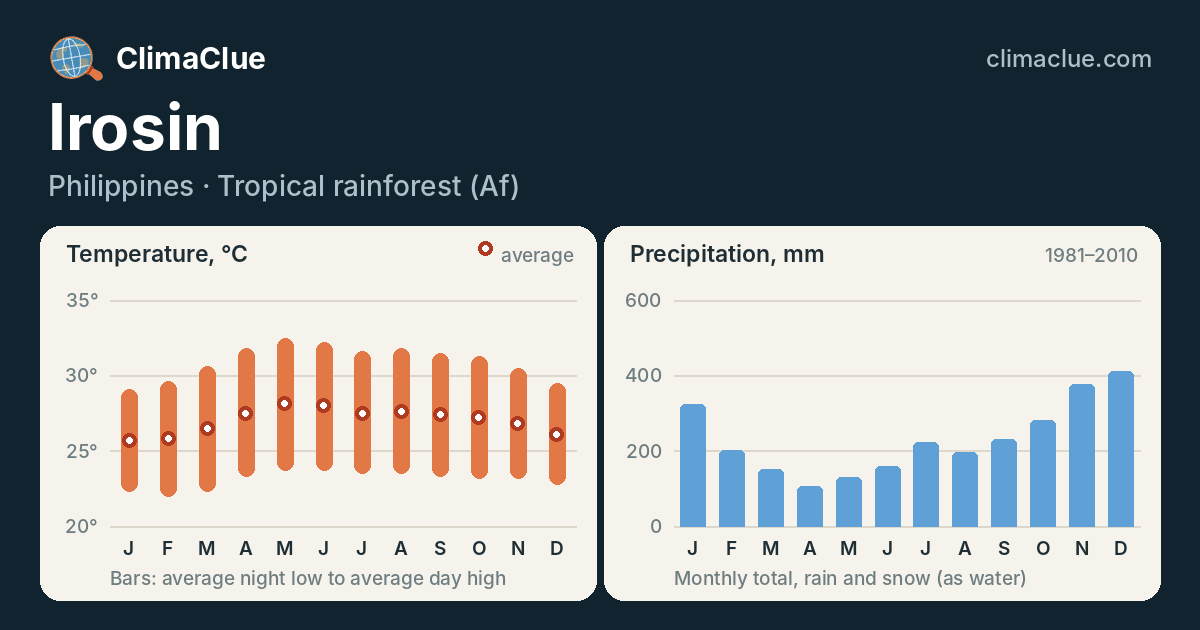 ClimaClue
climaclue.com
Irosin
Philippines · Tropical rainforest (Af)
Temperature, °C
average
35°
30°
25°
20°
J F M A M J J A S O N D
Bars: average night low to average day high
Precipitation, mm
1981–2010
600
400
200
0
J F M A M J J A S O N D
Monthly total, rain and snow (as water)